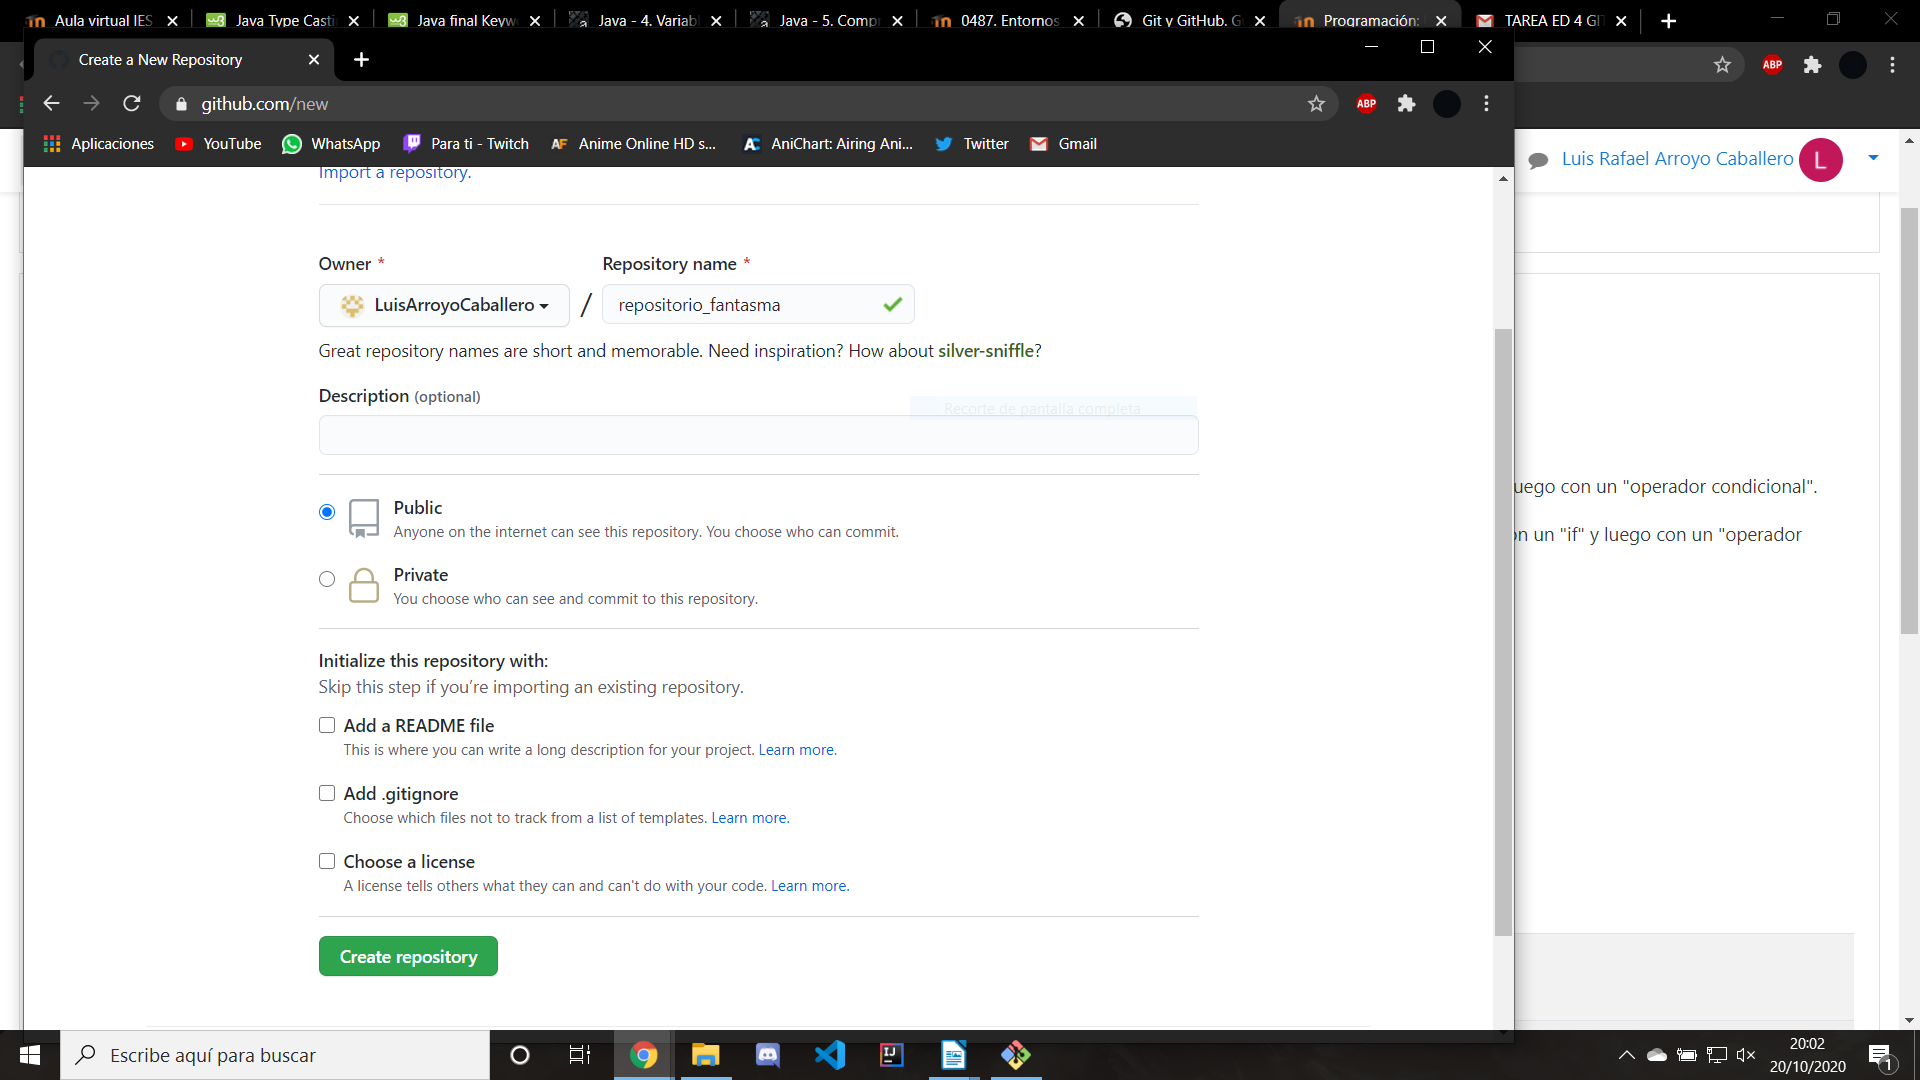 Aula virtual IES
Java Type Casti
Java final Keyw
Java - 4. Variabl
Java - 5. Comp
0487. Entornos
Git y GitHub. G
Programación:
TAREA ED 4 GI
Create a New Repository
github.com/new
ABP
ABP
Aplicaciones
YouTube
WhatsApp
Para ti - Twitch
AF Anime Online HD s...
AC AniChart: Airing Ani...
Twitter
Gmail
Luis Rafael Arroyo Caballero L
Import a repository.
Owner *
Repository name *
LuisArroyoCaballero / repositorio_fantasma
Great repository names are short and memorable. Need inspiration? How about silver-sniffle?
Description (optional)
Recorte de pantalla completa
uego con un "operador condicional".
Public
Anyone on the internet can see this repository. You choose who can commit.
on un "if" y luego con un "operador
Private
You choose who can see and commit to this repository.
Initialize this repository with:
Skip this step if you’re importing an existing repository.
Add a README file
This is where you can write a long description for your project. Learn more.
Add .gitignore
Choose which files not to track from a list of templates. Learn more.
Choose a license
A license tells others what they can and can't do with your code. Learn more.
Create repository
Escribe aquí para buscar
IJ
20:02
20/10/2020
1